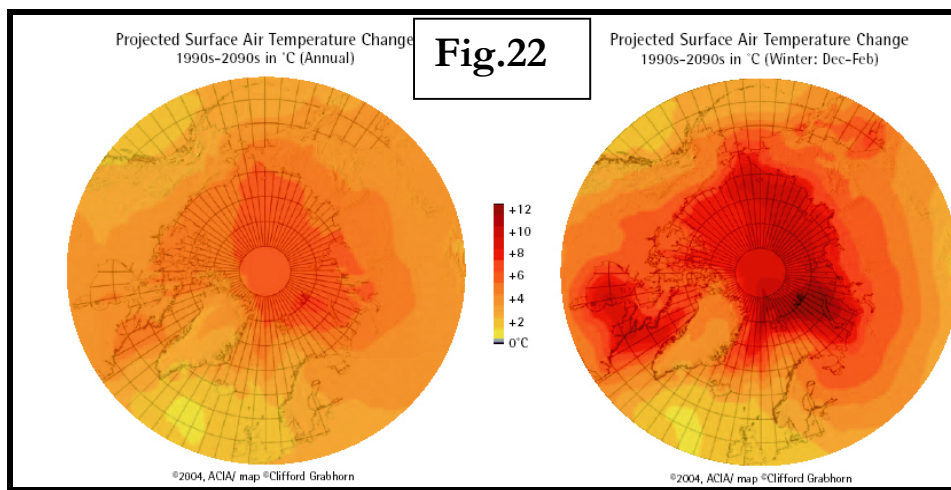 Projected Surface Air Temperature Change
1990s–2090s in °C (Annual)
Fig.22
Projected Surface Air Temperature Change
1990s–2090s in °C (Winter: Dec–Feb)
+12
+10
+8
+6
+4
+2
0°C
©2004, ACIA/ map ©Clifford Grabhorn
©2004, ACIA/ map ©Clifford Grabhorn